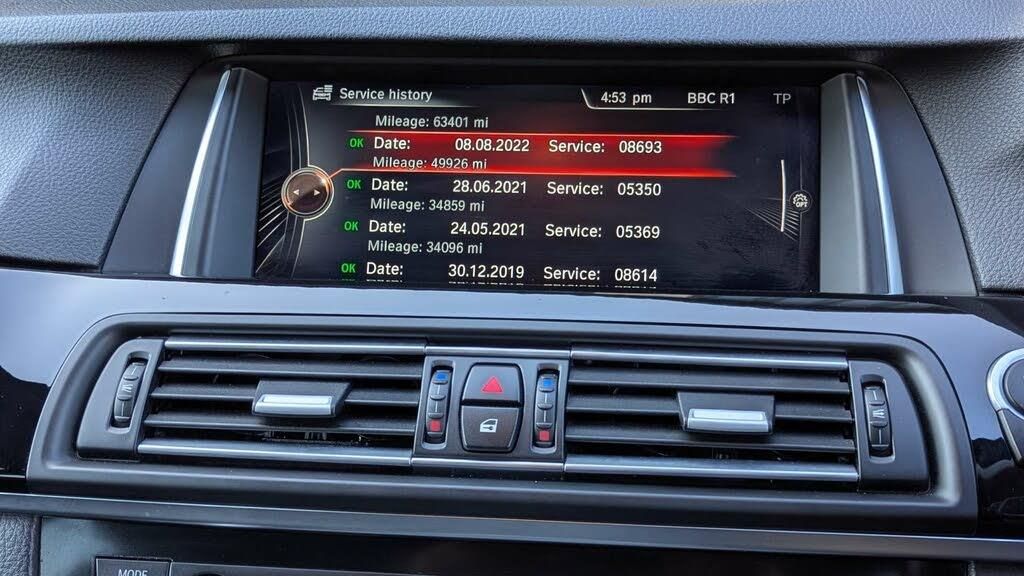 Service history 4:53 pm BBC R1 TP
Mileage: 63401 mi
OK Date: 08.08.2022 Service: 08693
Mileage: 49926 mi
OK Date: 28.06.2021 Service: 05350
Mileage: 34859 mi
OPT
OK Date: 24.05.2021 Service: 05369
Mileage: 34096 mi
OK Date: 30.12.2019 Service: 08614
MODE